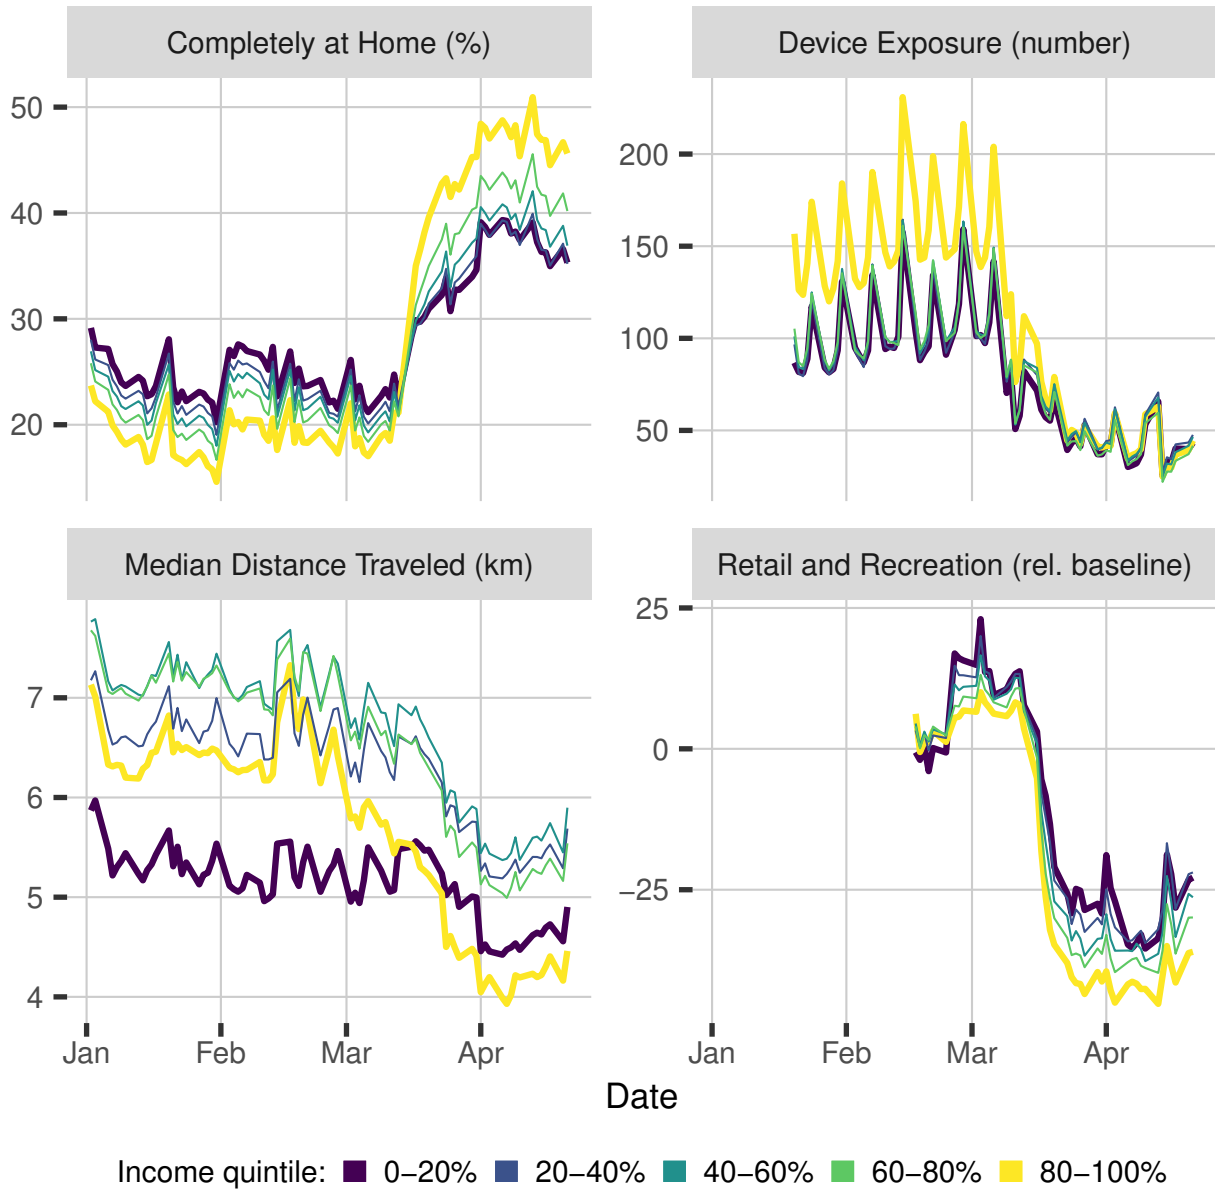 Completely at Home (%)
Device Exposure (number)
50
40
30
20
200
150
100
50
Median Distance Traveled (km)
Retail and Recreation (rel. baseline)
7
6
5
4
25
0
−25
Jan Feb Mar Apr
Jan Feb Mar Apr
Date
Income quintile: 0−20% 20−40% 40−60% 60−80% 80−100%